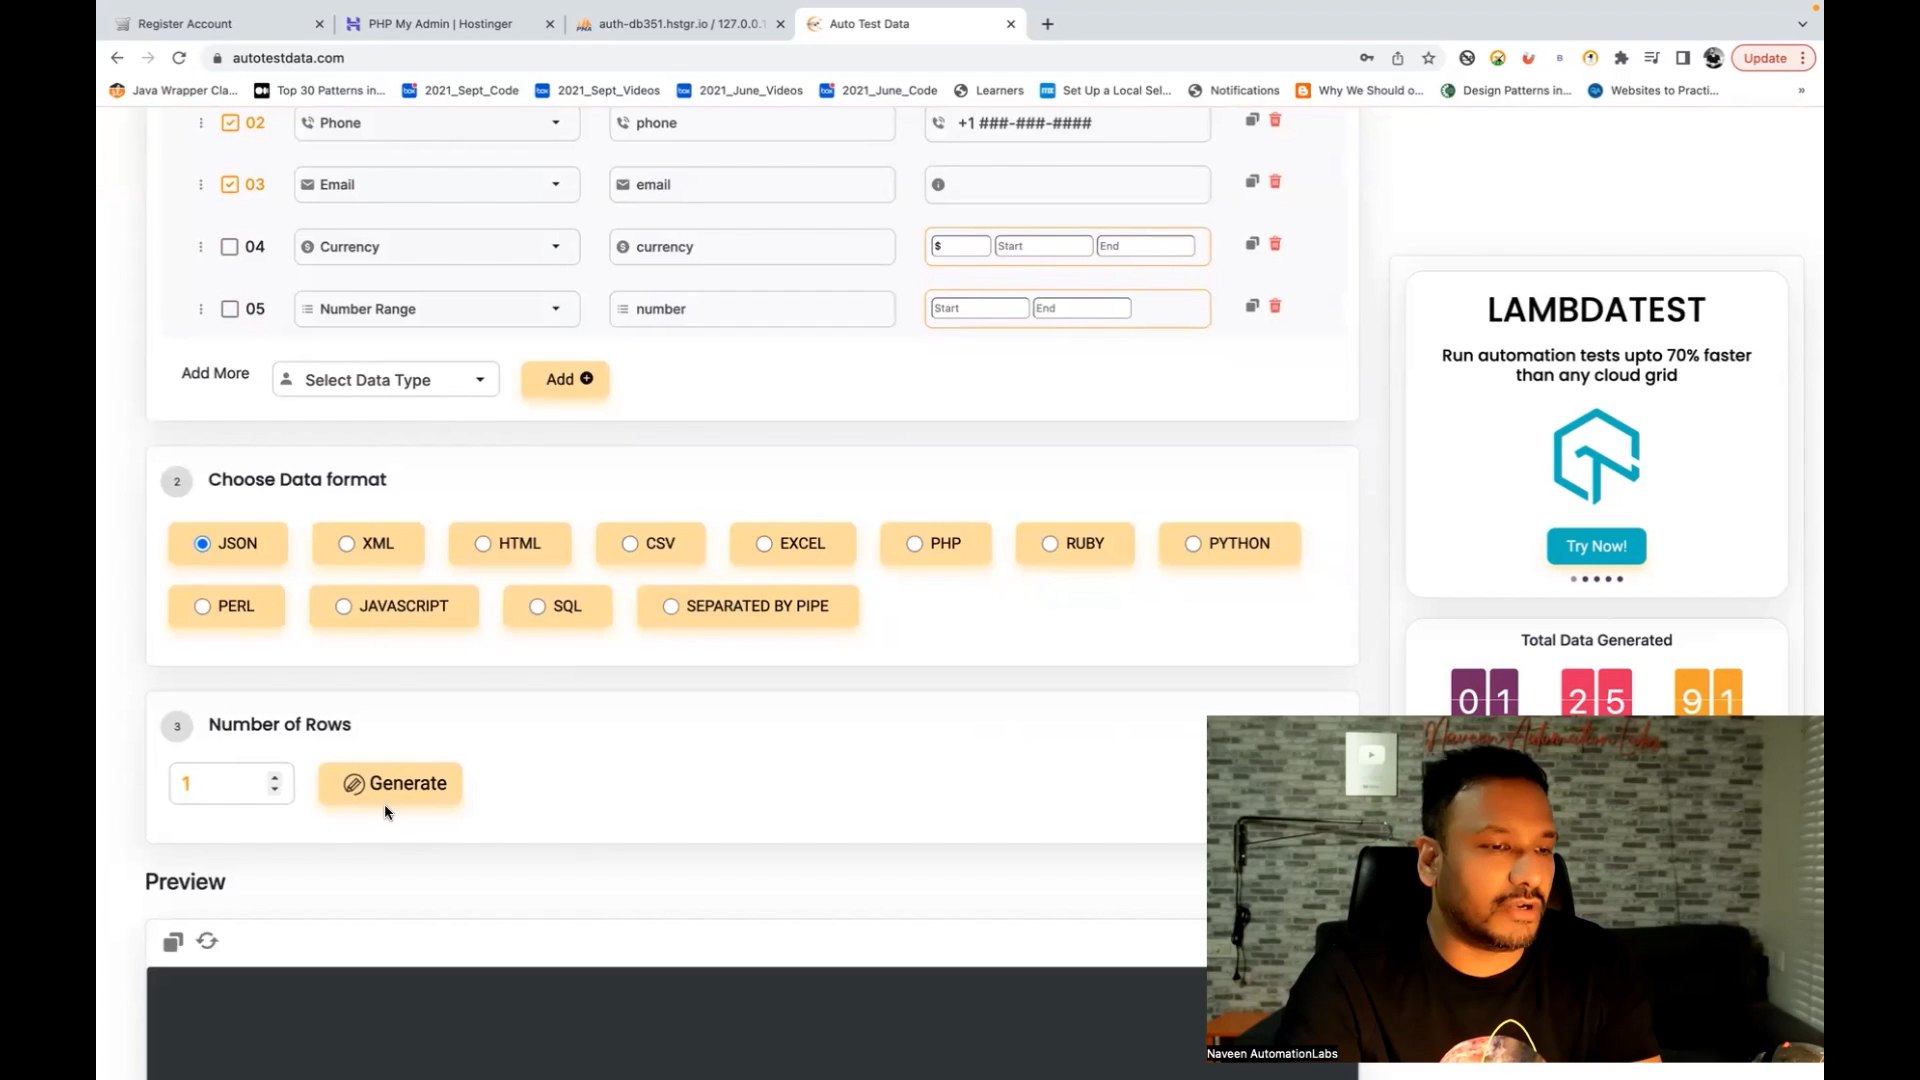 Register Account
PHP My Admin | Hostinger
auth-db351.hstgr.io / 127.0.0.1
Auto Test Data
autotestdata.com
Update
Java Wrapper Cla...
Top 30 Patterns in...
2021_Sept_Code
2021_Sept_Videos
2021_June_Videos
2021_June_Code
Learners
Set Up a Local Sel...
Notifications
Why We Should o...
Design Patterns in...
Websites to Practi...
»
02 Phone phone +1 ###-###-####
03 Email email
04 Currency currency $ Start End
05 Number Range number Start End
Add More Select Data Type Add
2 Choose Data format
JSON XML HTML CSV EXCEL PHP RUBY PYTHON
PERL JAVASCRIPT SQL SEPARATED BY PIPE
3 Number of Rows
1 Generate
Preview
LAMBDATEST
Run automation tests upto 70% faster
than any cloud grid
Try Now!
Total Data Generated
01 25 91
Naveen AutomationLabs
Naveen AutomationLabs